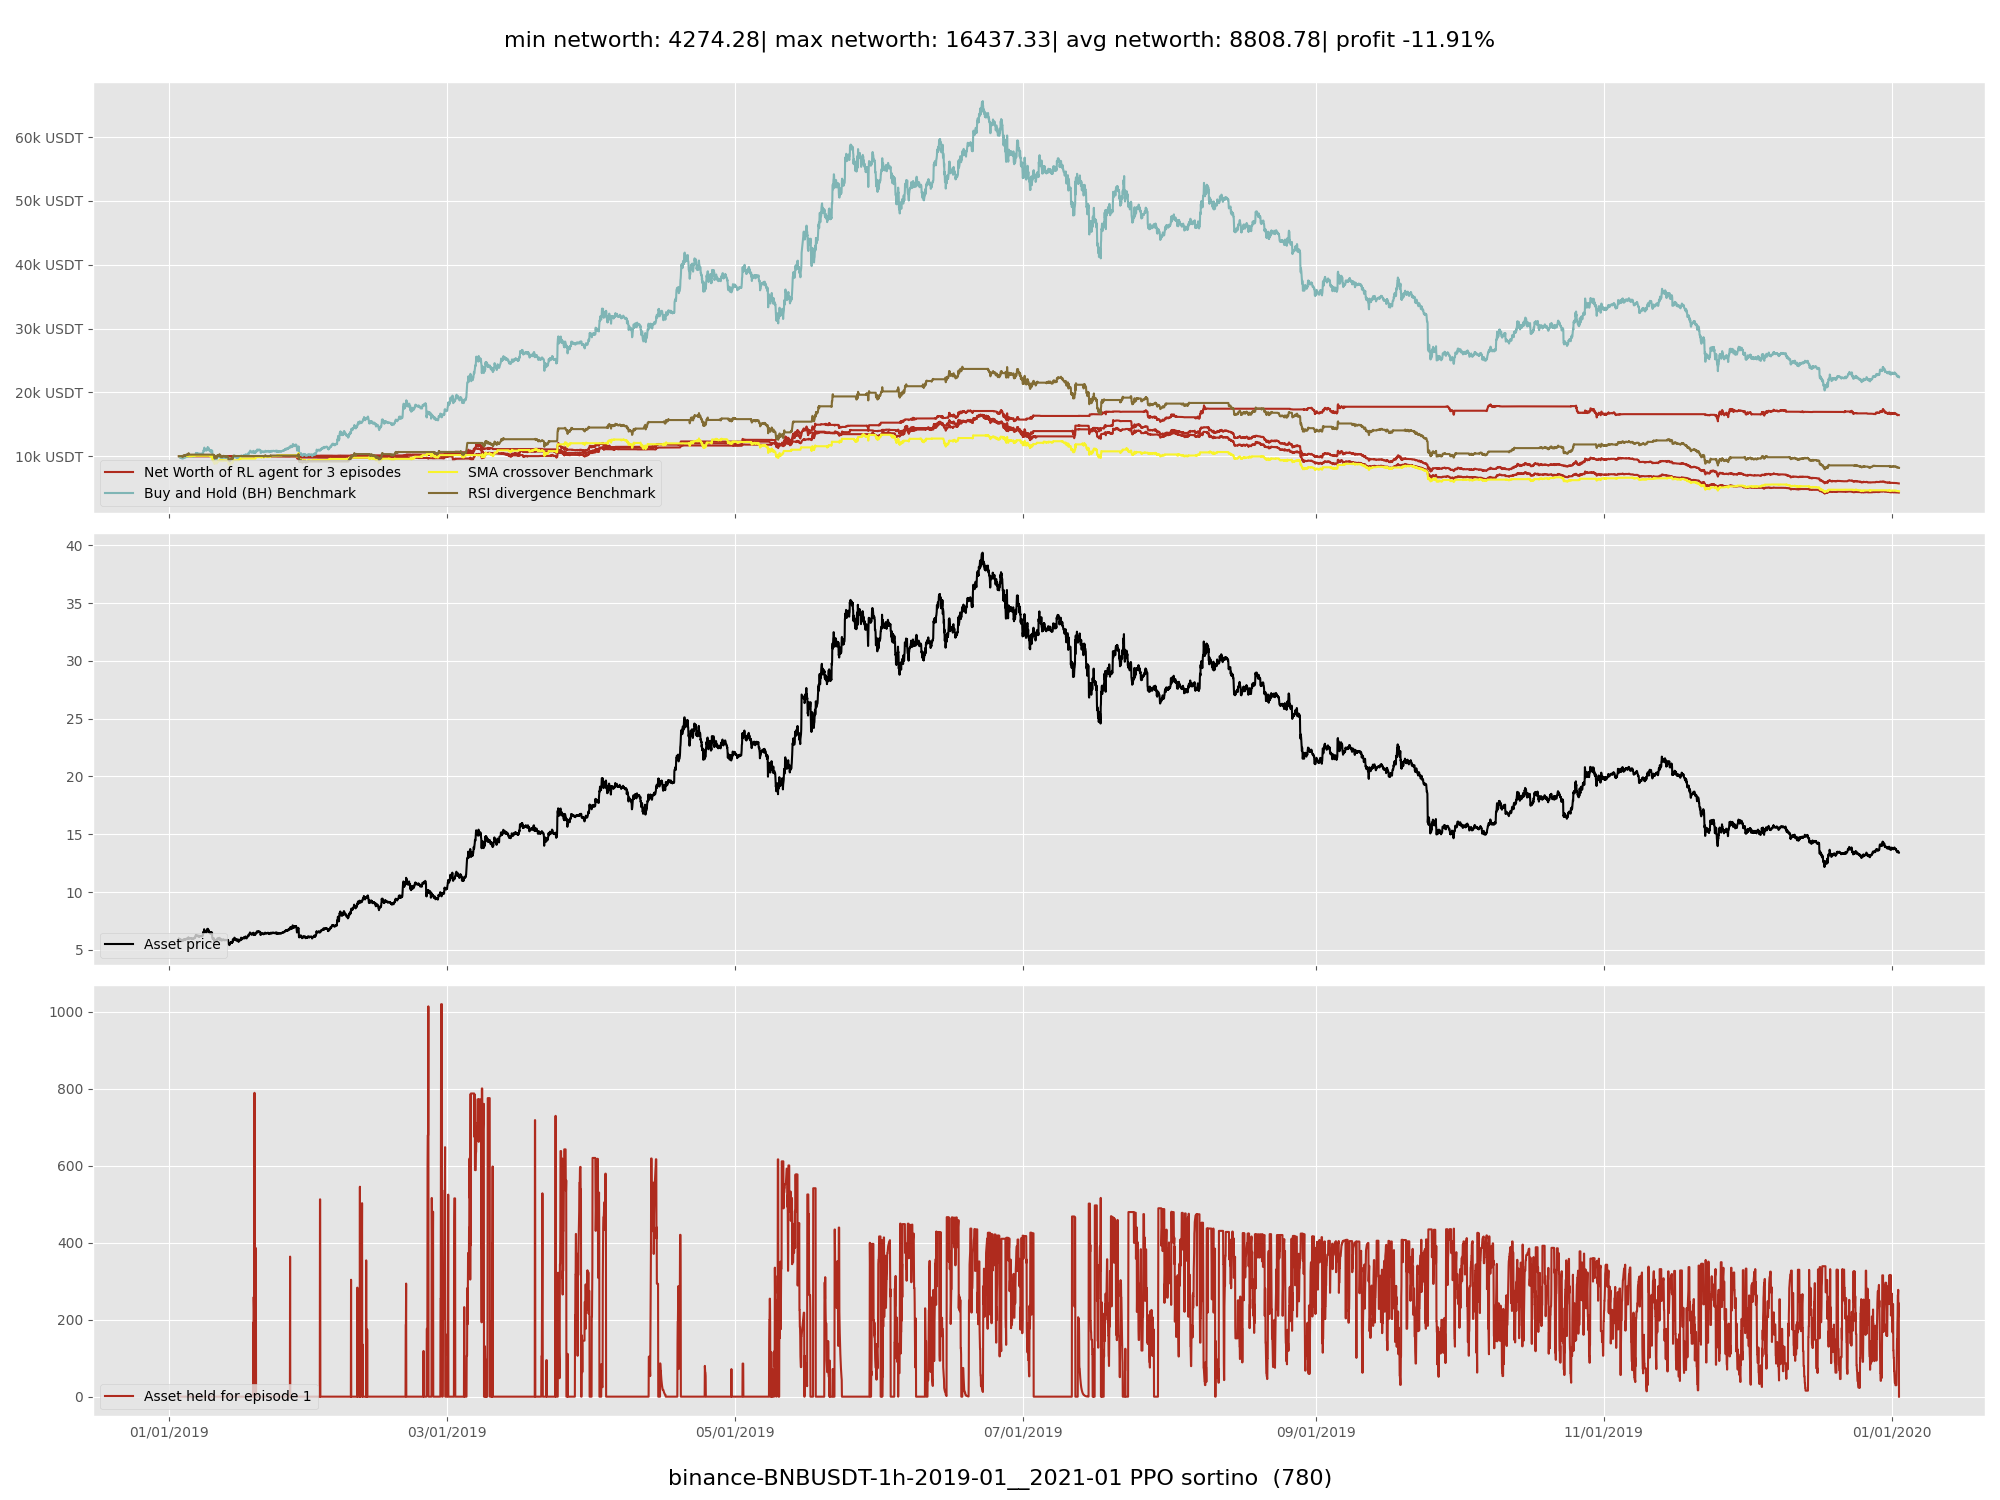 min networth: 4274.28| max networth: 16437.33| avg networth: 8808.78| profit -11.91%
60k USDT
50k USDT
40k USDT
30k USDT
20k USDT
10k USDT
Net Worth of RL agent for 3 episodes
Buy and Hold (BH) Benchmark
SMA crossover Benchmark
RSI divergence Benchmark
40
35
30
25
20
15
10
5
Asset price
1000
800
600
400
200
0
Asset held for episode 1
01/01/2019 03/01/2019 05/01/2019 07/01/2019 09/01/2019 11/01/2019 01/01/2020
binance-BNBUSDT-1h-2019-01__2021-01 PPO sortino (780)